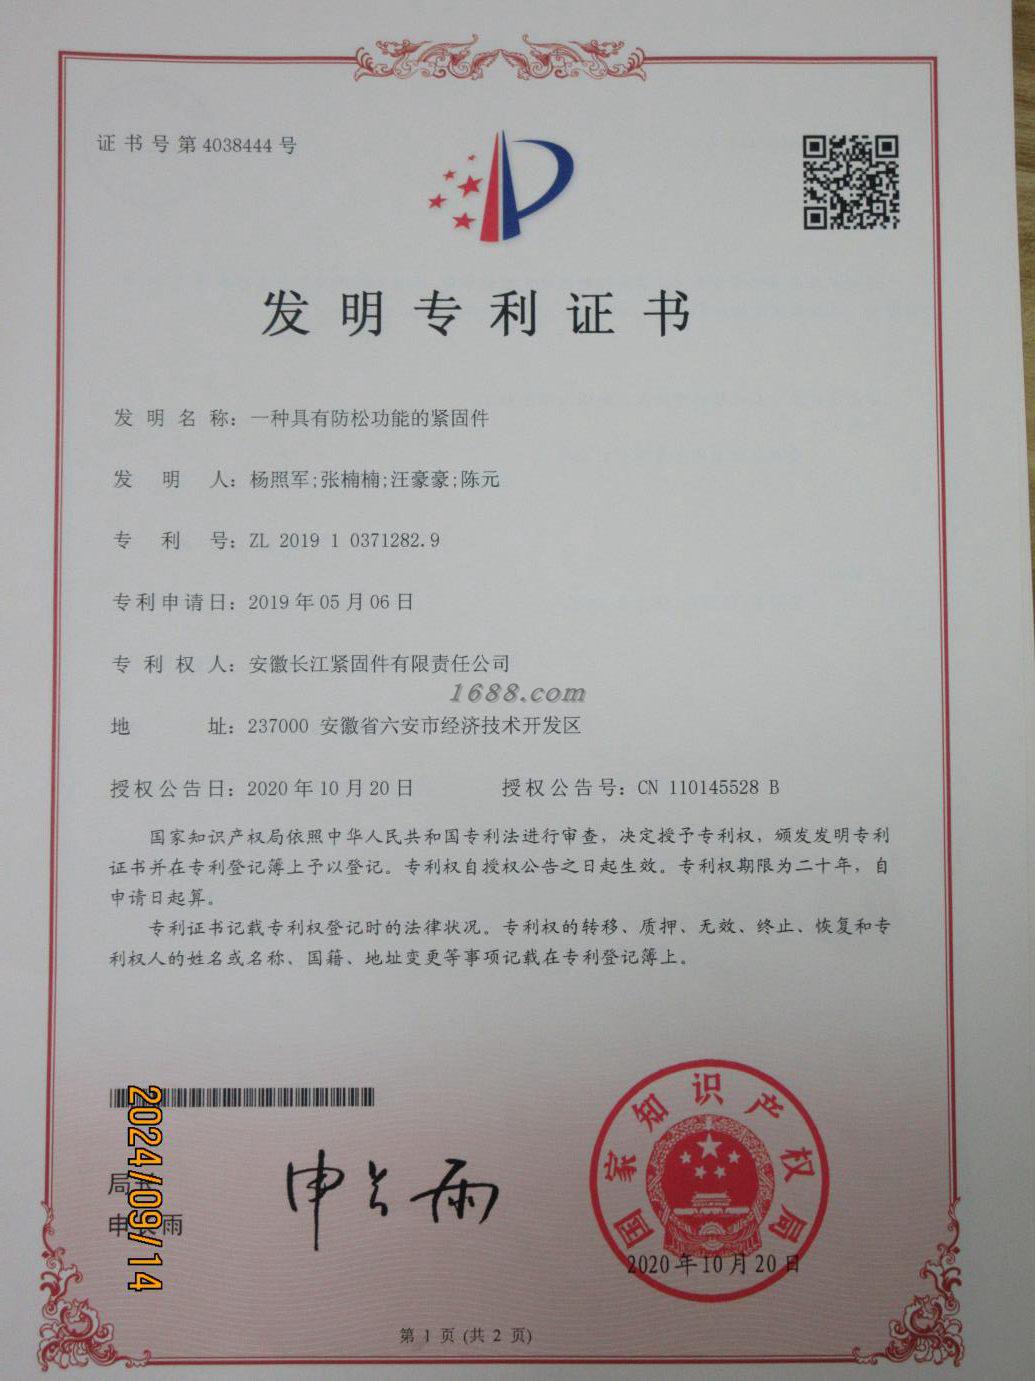 证书号第4038444号
发明专利证书
发明名称：一种具有防松功能的紧固件
发明人：杨照军;张楠楠;汪豪豪;陈元
专利号：ZL 2019 1 0371282.9
专利申请日：2019年05月06日
专利权人：安徽长江紧固件有限责任公司
1688.com
地址：237000 安徽省六安市经济技术开发区
授权公告日：2020年10月20日 授权公告号：CN 110145528 B
国家知识产权局依照中华人民共和国专利法进行审查，决定授予专利权，颁发发明专利
证书并在专利登记簿上予以登记。专利权自授权公告之日起生效。专利权期限为二十年，自
申请日起算。
专利证书记载专利权登记时的法律状况。专利权的转移、质押、无效、终止、恢复和专
利权人的姓名或名称、国籍、地址变更等事项记载在专利登记簿上。
2024/09/14
局长
申长雨
申长雨
国家知识产权局
2020年10月20日
第 1 页 (共 2 页)